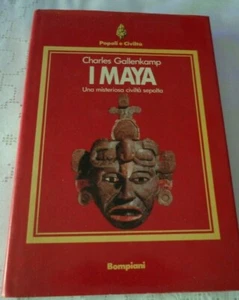 Popoli e Civiltà
Charles Gallenkamp
I MAYA
Una misteriosa civiltà sepolta
Bompiani